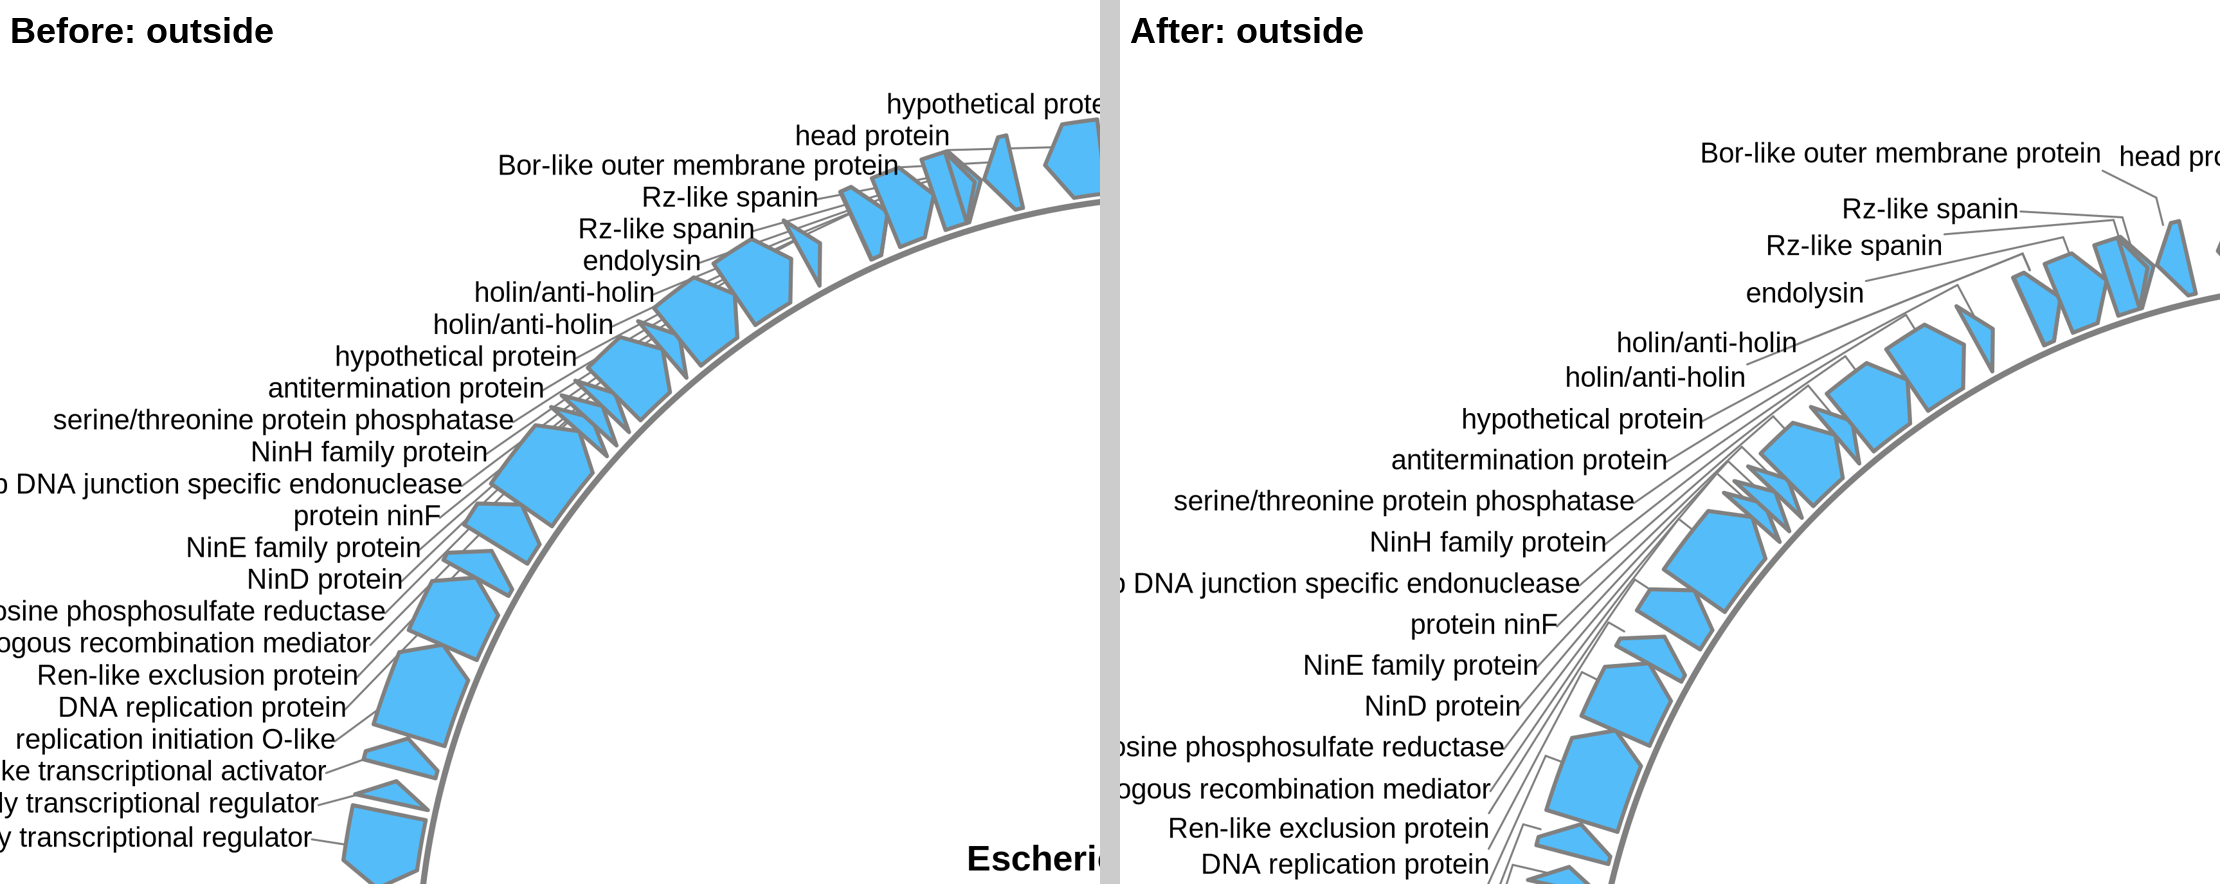 Before: outside
hypothetical prote
head protein
Bor-like outer membrane protein
Rz-like spanin
Rz-like spanin
endolysin
holin/anti-holin
holin/anti-holin
hypothetical protein
antitermination protein
serine/threonine protein phosphatase
NinH family protein
DNA junction specific endonuclease
protein ninF
NinE family protein
NinD protein
osine phosphosulfate reductase
ogous recombination mediator
Ren-like exclusion protein
DNA replication protein
replication initiation O-like
ke transcriptional activator
ly transcriptional regulator
y transcriptional regulator
Escheric
After: outside
Bor-like outer membrane protein
head pro
Rz-like spanin
Rz-like spanin
endolysin
holin/anti-holin
holin/anti-holin
hypothetical protein
antitermination protein
serine/threonine protein phosphatase
NinH family protein
DNA junction specific endonuclease
protein ninF
NinE family protein
NinD protein
osine phosphosulfate reductase
ogous recombination mediator
Ren-like exclusion protein
DNA replication protein